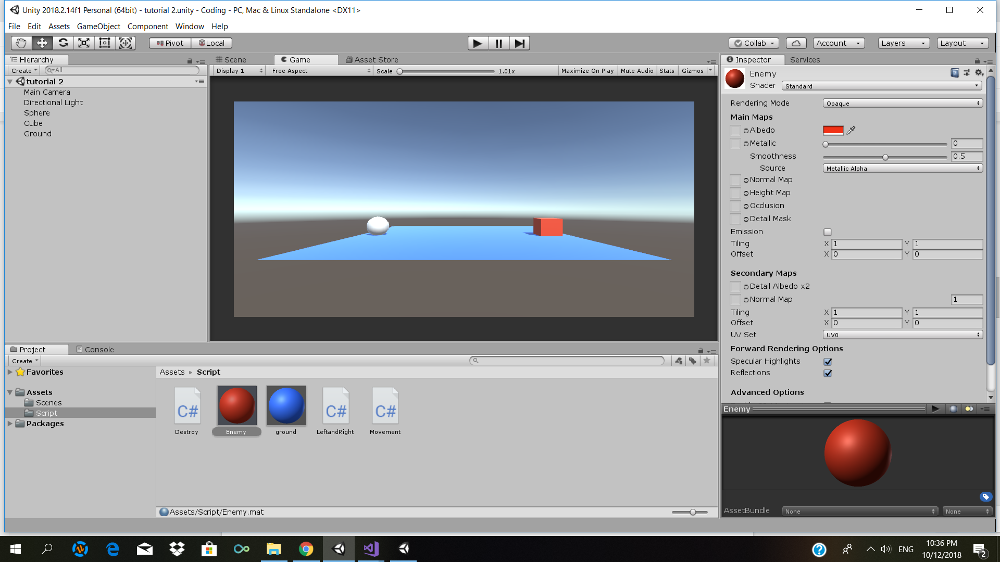 Unity 2018.2.14f1 Personal (64bit) - tutorial 2.unity - Coding - PC, Mac & Linux Standalone <DX11>
File Edit Assets GameObject Component Window Help
Pivot Local Collab Account Layers Layout
Hierarchy
Create All
tutorial 2
Main Camera
Directional Light
Sphere
Cube
Ground
Scene Game Asset Store
Display 1 Free Aspect Scale 1.01x Maximize On Play Mute Audio Stats Gizmos
Inspector Services
Enemy
Shader Standard
Rendering Mode Opaque
Main Maps
Albedo
Metallic 0
Smoothness 0.5
Source Metallic Alpha
Normal Map
Height Map
Occlusion
Detail Mask
Emission
Tiling X 1 Y 1
Offset X 0 Y 0
Secondary Maps
Detail Albedo x2
Normal Map 1
Tiling X 1 Y 1
Offset X 0 Y 0
UV Set UV0
Forward Rendering Options
Specular Highlights
Reflections
Advanced Options
Enemy
AssetBundle None None
Project Console
Create
Favorites
Assets
Scenes
Script
Packages
Assets Script
C# C# C#
Destroy Enemy ground LeftandRight Movement
Assets/Script/Enemy.mat
ENG
10:36 PM
10/12/2018
2